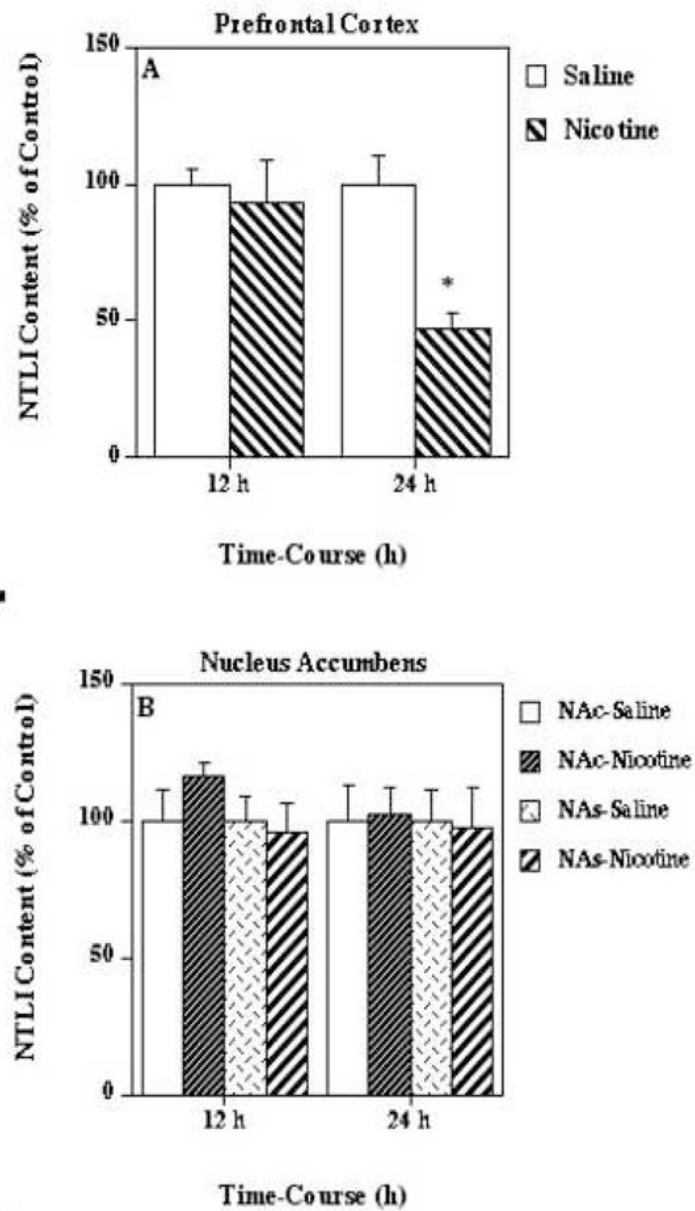 Prefrontal Cortex
150
A
100
50
0
NTLI Content (% of Control)
*
12 h
24 h
Time-Course (h)
Saline
Nicotine
Nucleus Accumbens
150
B
100
50
0
NTLI Content (% of Control)
12 h
24 h
Time-Course (h)
NAc-Saline
NAc-Nicotine
NAs-Saline
NAs-Nicotine